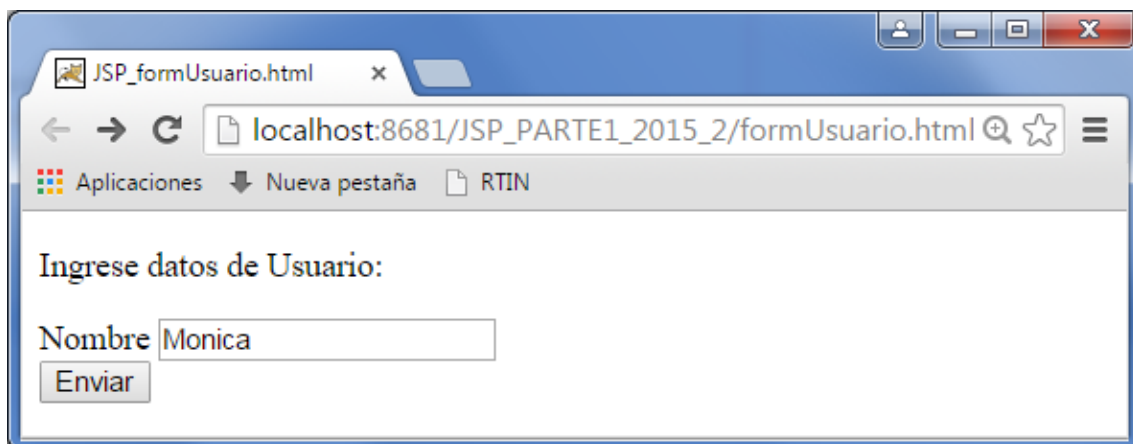 JSP_formUsuario.html
localhost:8681/JSP_PARTE1_2015_2/formUsuario.html
Aplicaciones Nueva pestaña RTIN
Ingrese datos de Usuario:
Nombre Monica
Enviar